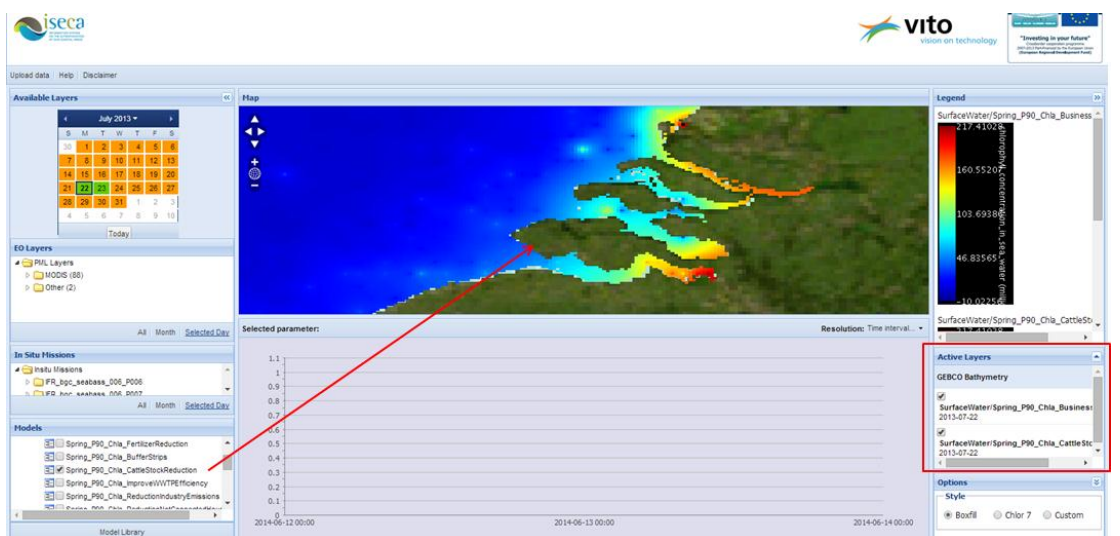 iseca
vito
vision on technology
"Investing in your future"
Upload data Help Disclaimer
Available Layers
July 2013
S M T W T F S
30 1 2 3 4 5 6
7 8 9 10 11 12 13
14 15 16 17 18 19 20
21 22 23 24 25 26 27
28 29 30 31 1 2 3
4 5 6 7 8 9 10
Today
EO Layers
PML Layers
MODIS (88)
Other (2)
All Month Selected Day
In Situ Missions
Insitu Missions
IFR_bgc_seabass_006_P006
IFR_bgc_seabass_006_P007
All Month Selected Day
Models
Spring_P90_Chla_FertilizerReduction
Spring_P90_Chla_BufferStrips
Spring_P90_Chla_CattleStockReduction
Spring_P90_Chla_ImproveWWTPEfficiency
Spring_P90_Chla_ReductionIndustryEmissions
Model Library
Map
Selected parameter:
Resolution: Time interval...
1.1
1
0.9
0.8
0.7
0.6
0.5
0.4
0.3
0.2
0.1
0
2014-06-12 00:00
2014-06-13 00:00
2014-06-14 00:00
Legend
SurfaceWater/Spring_P90_Chla_Business
217.41028
160.55207
103.69386
46.83565
-10.02256
chlorophyll_concentration_in_sea_water
SurfaceWater/Spring_P90_Chla_CattleSt
217.41028
Active Layers
GEBCO Bathymetry
SurfaceWater/Spring_P90_Chla_Business
2013-07-22
SurfaceWater/Spring_P90_Chla_CattleSto
2013-07-22
Options
Style
Boxfill Chlor 7 Custom